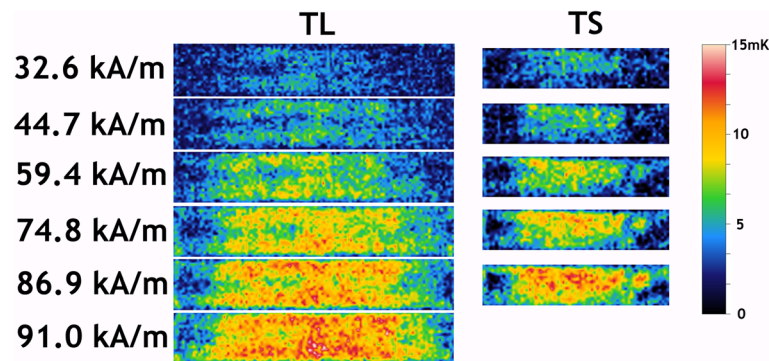 TL TS
32.6 kA/m
44.7 kA/m
59.4 kA/m
74.8 kA/m
86.9 kA/m
91.0 kA/m
15mK
10
5
0